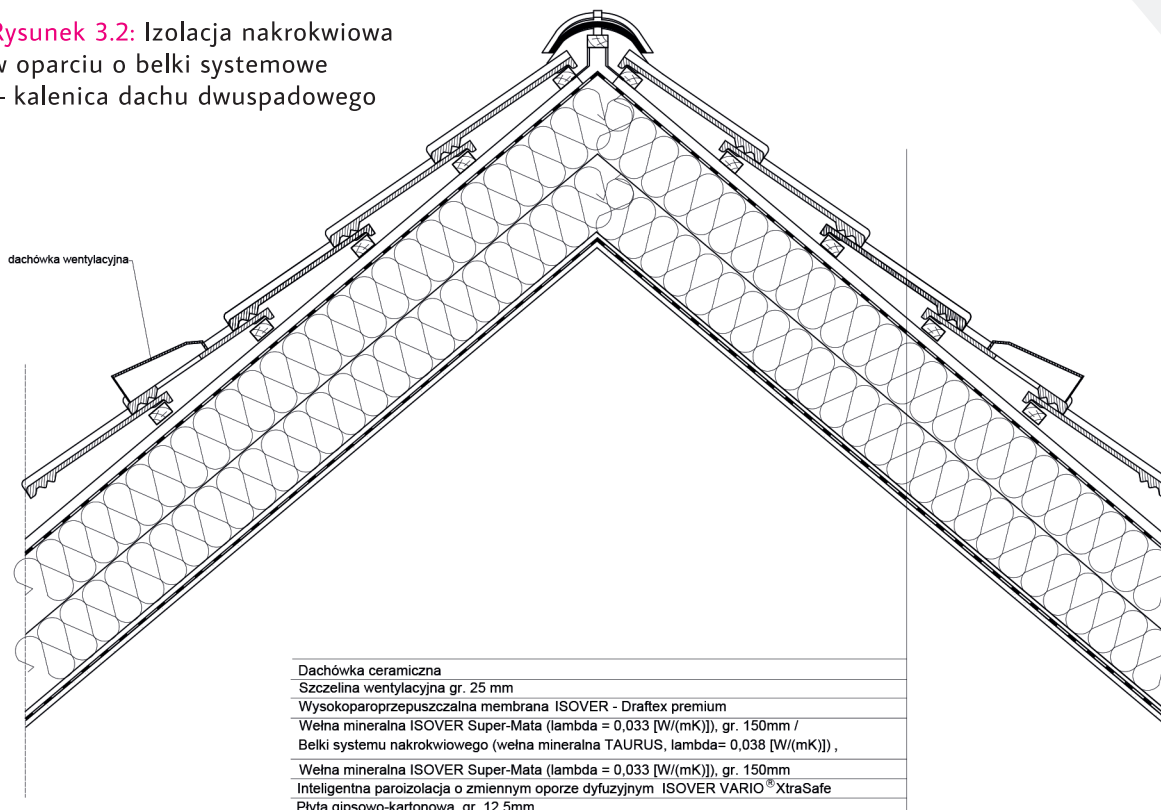 Rysunek 3.2: Izolacja nakrokwiowa
w oparciu o belki systemowe
– kalenica dachu dwuspadowego
dachówka wentylacyjna
Dachówka ceramiczna
Szczelina wentylacyjna gr. 25 mm
Wysokoparoprzepuszczalna membrana ISOVER - Draftex premium
Wełna mineralna ISOVER Super-Mata (lambda = 0,033 [W/(mK)]), gr. 150mm /
Belki systemu nakrokwiowego (wełna mineralna TAURUS, lambda= 0,038 [W/(mK)]) ,
Wełna mineralna ISOVER Super-Mata (lambda = 0,033 [W/(mK)]), gr. 150mm
Inteligentna paroizolacja o zmiennym oporze dyfuzyjnym ISOVER VARIO® XtraSafe
Płyta gipsowo-kartonowa, gr. 12,5mm